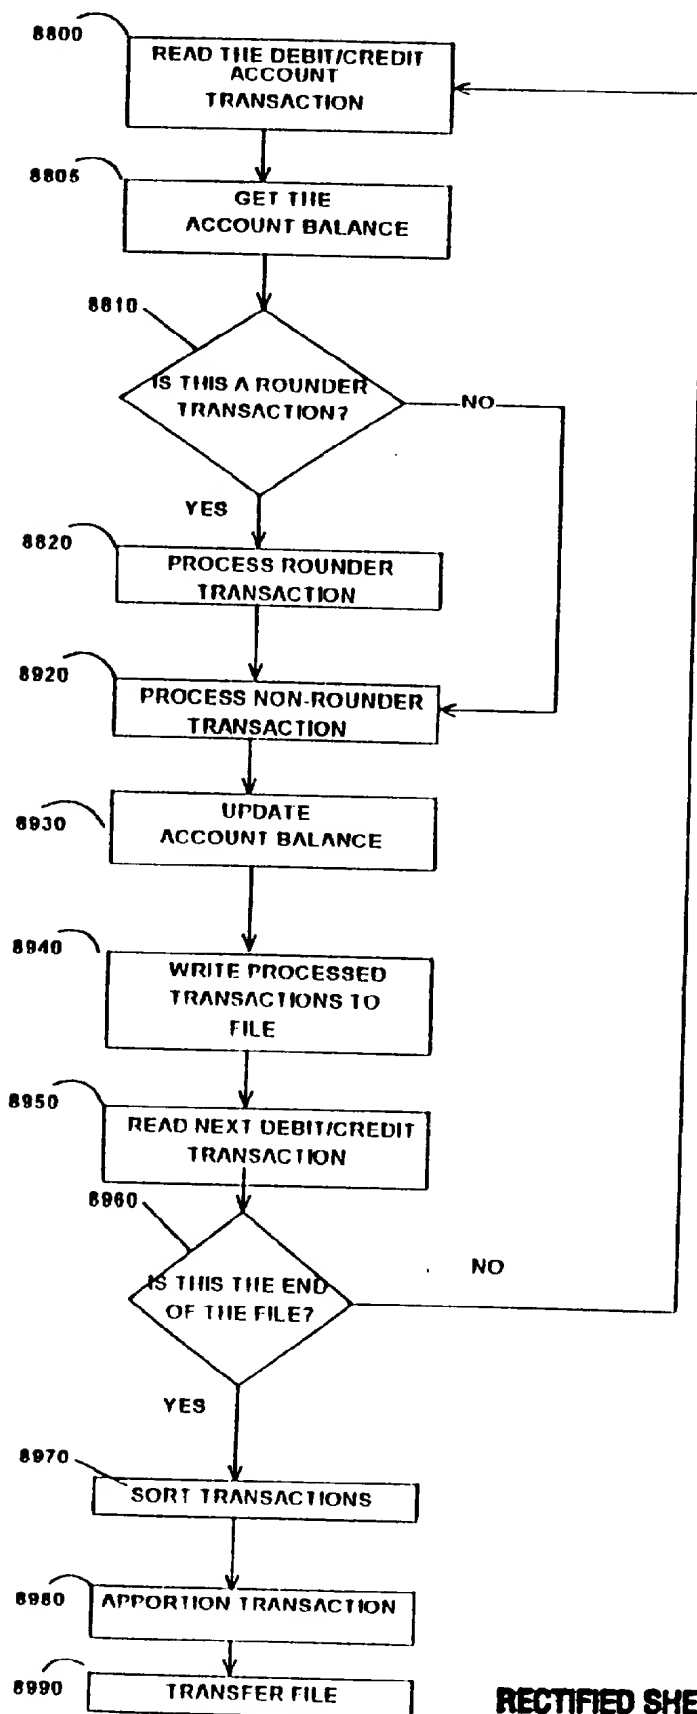 8800
READ THE DEBIT/CREDIT
ACCOUNT
TRANSACTION
8805
GET THE
ACCOUNT BALANCE
8810
IS THIS A ROUNDER
TRANSACTION?
NO
YES
8820
PROCESS ROUNDER
TRANSACTION
8920
PROCESS NON-ROUNDER
TRANSACTION
8930
UPDATE
ACCOUNT BALANCE
8940
WRITE PROCESSED
TRANSACTIONS TO
FILE
8950
READ NEXT DEBIT/CREDIT
TRANSACTION
8960
IS THIS THE END
OF THE FILE?
NO
YES
8970
SORT TRANSACTIONS
8980
APPORTION TRANSACTION
8990
TRANSFER FILE
RECTIFIED SHE